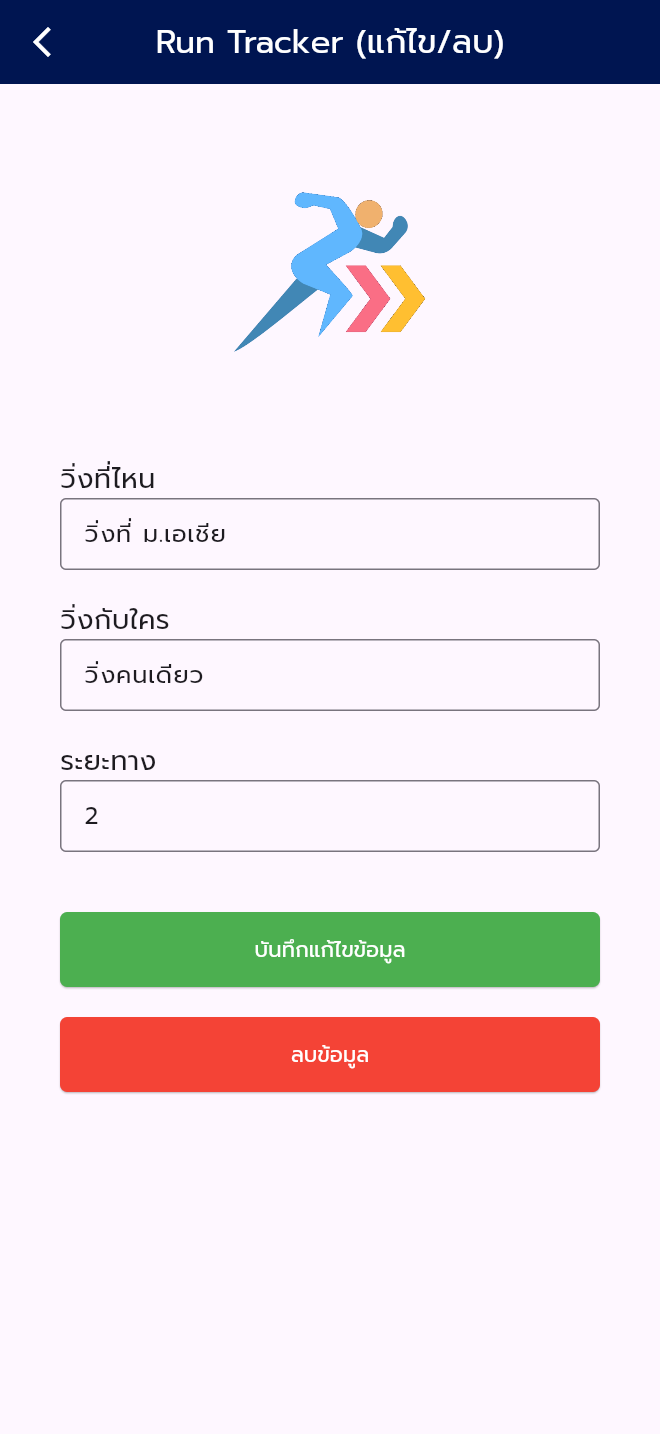 Run Tracker (แก้ไข/ลบ)
วิ่งที่ไหน
วิ่งที่ ม.เอเชีย
วิ่งกับใคร
วิ่งคนเดียว
ระยะทาง
2
บันทึกแก้ไขข้อมูล
ลบข้อมูล